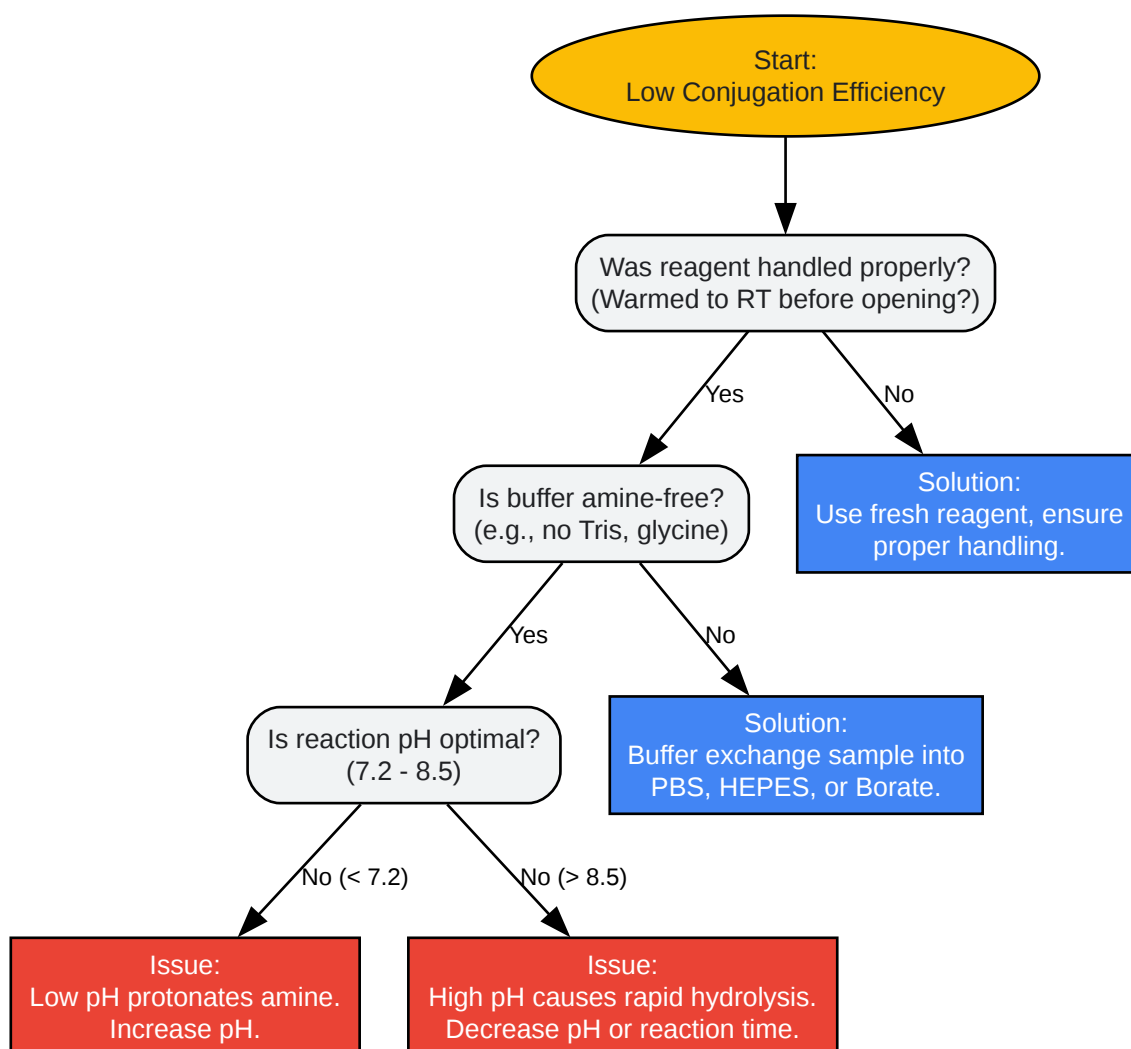 Start:
Low Conjugation Efficiency
Was reagent handled properly?
(Warmed to RT before opening?)
Yes
No
Is buffer amine-free?
(e.g., no Tris, glycine)
Solution:
Use fresh reagent, ensure
proper handling.
Yes
No
Is reaction pH optimal?
(7.2 - 8.5)
Solution:
Buffer exchange sample into
PBS, HEPES, or Borate.
No (< 7.2)
No (> 8.5)
Issue:
Low pH protonates amine.
Increase pH.
Issue:
High pH causes rapid hydrolysis.
Decrease pH or reaction time.